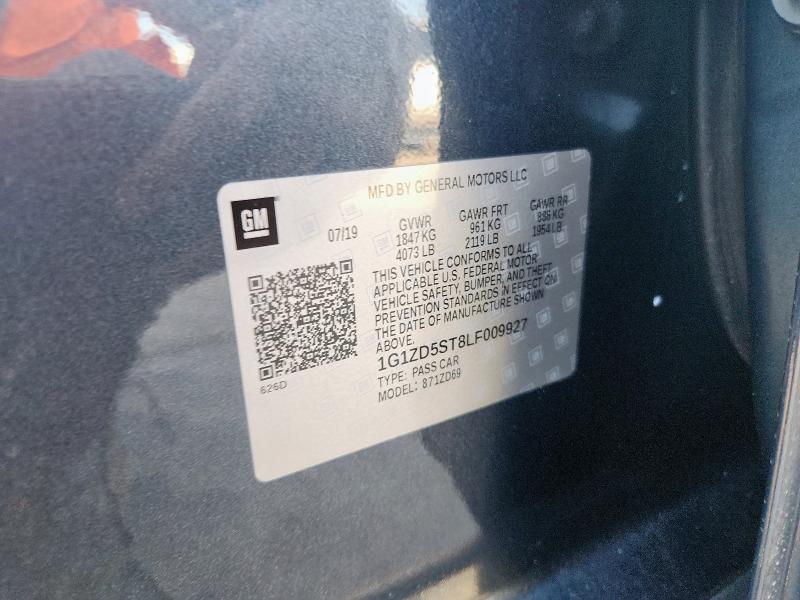 MFD BY GENERAL MOTORS LLC
GM
07/19
GVWR GAWR FRT GAWR RR
1847 KG 961 KG 886 KG
4073 LB 2119 LB 1954 LB
THIS VEHICLE CONFORMS TO ALL
APPLICABLE U.S. FEDERAL MOTOR
VEHICLE SAFETY, BUMPER, AND THEFT
PREVENTION STANDARDS IN EFFECT ON
THE DATE OF MANUFACTURE SHOWN
ABOVE.
1G1ZD5ST8LF009927
TYPE: PASS CAR
MODEL: 871ZD69
626D